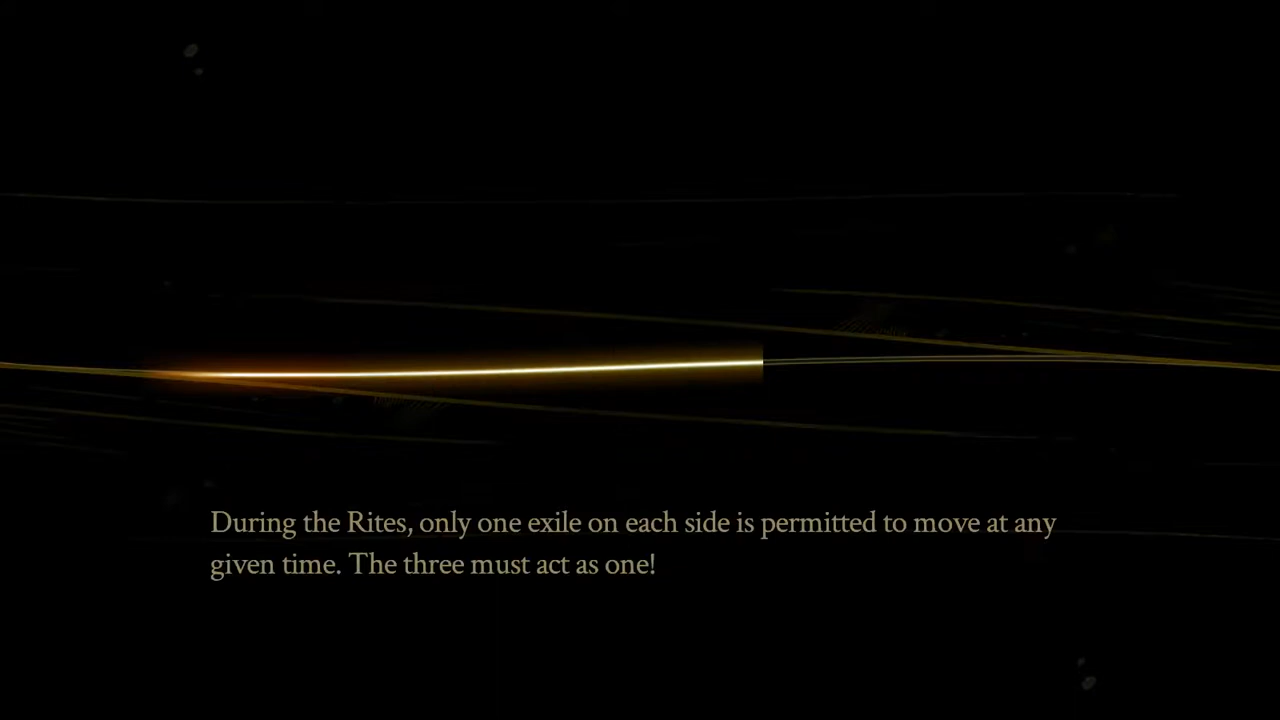 During the Rites, only one exile on each side is permitted to move at any
given time. The three must act as one!